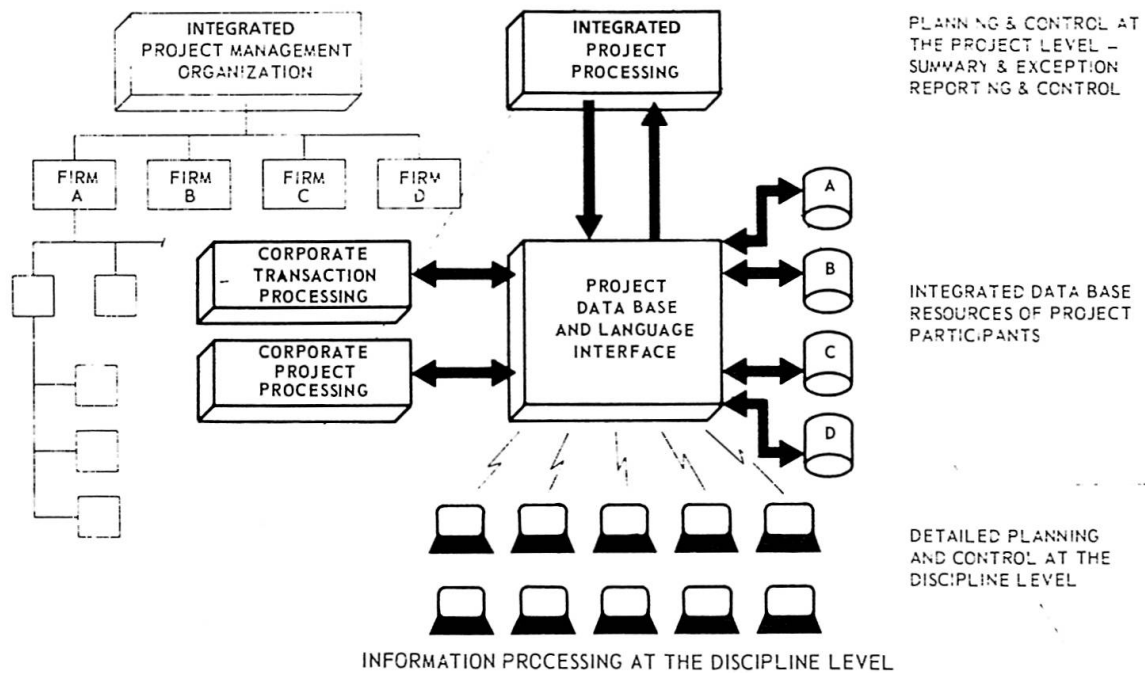 INTEGRATED
PROJECT MANAGEMENT
ORGANIZATION
INTEGRATED
PROJECT
PROCESSING
PLANNING & CONTROL AT
THE PROJECT LEVEL –
SUMMARY & EXCEPTION
REPORTING & CONTROL
FIRM
A
FIRM
B
FIRM
C
FIRM
D
CORPORATE
TRANSACTION
PROCESSING
CORPORATE
PROJECT
PROCESSING
PROJECT
DATA BASE
AND LANGUAGE
INTERFACE
A
B
C
D
INTEGRATED DATA BASE
RESOURCES OF PROJECT
PARTICIPANTS
DETAILED PLANNING
AND CONTROL AT THE
DISCIPLINE LEVEL
INFORMATION PROCESSING AT THE DISCIPLINE LEVEL